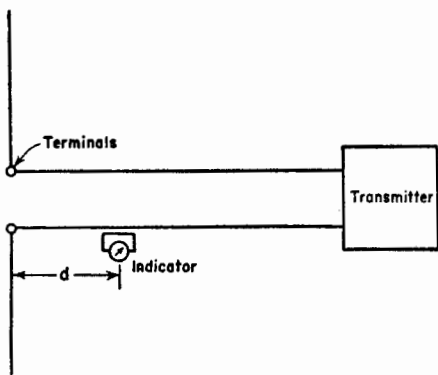 Terminals
Transmitter
Indicator
d